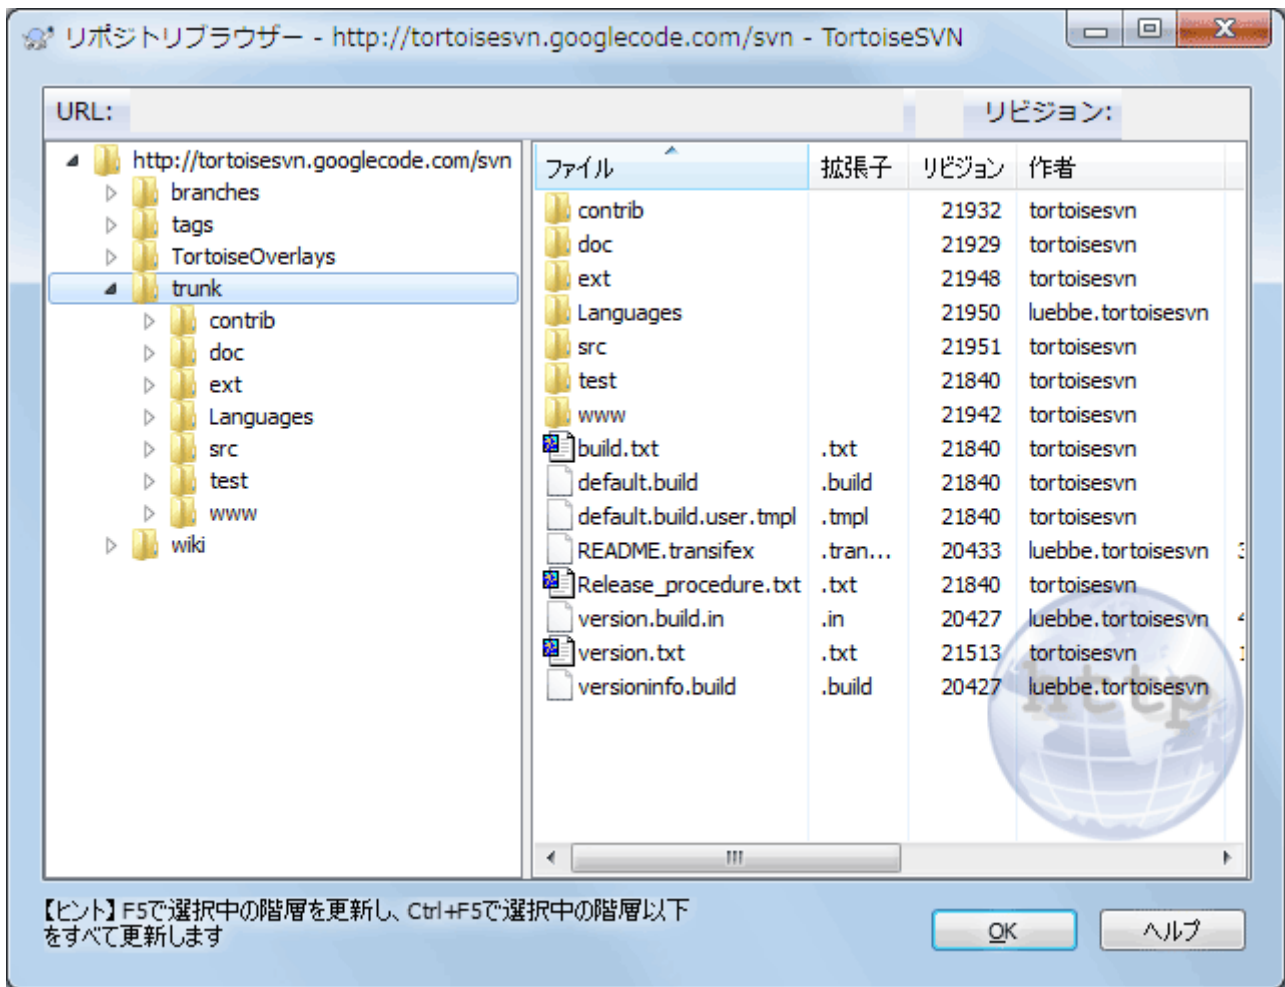 リポジトリブラウザー - http://tortoisesvn.googlecode.com/svn - TortoiseSVN
URL: リビジョン:
http://tortoisesvn.googlecode.com/svn
branches
tags
TortoiseOverlays
trunk
contrib
doc
ext
Languages
src
test
www
wiki
ファイル 拡張子 リビジョン 作者
contrib 21932 tortoisesvn
doc 21929 tortoisesvn
ext 21948 tortoisesvn
Languages 21950 luebbe.tortoisesvn
src 21951 tortoisesvn
test 21840 tortoisesvn
www 21942 tortoisesvn
build.txt .txt 21840 tortoisesvn
default.build .build 21840 tortoisesvn
default.build.user.tmpl .tmpl 21840 tortoisesvn
README.transifex .tran... 20433 luebbe.tortoisesvn
Release_procedure.txt .txt 21840 tortoisesvn
version.build.in .in 20427 luebbe.tortoisesvn
version.txt .txt 21513 tortoisesvn
versioninfo.build .build 20427 luebbe.tortoisesvn
http
【ヒント】F5で選択中の階層を更新し、Ctrl+F5で選択中の階層以下
をすべて更新します
OK ヘルプ